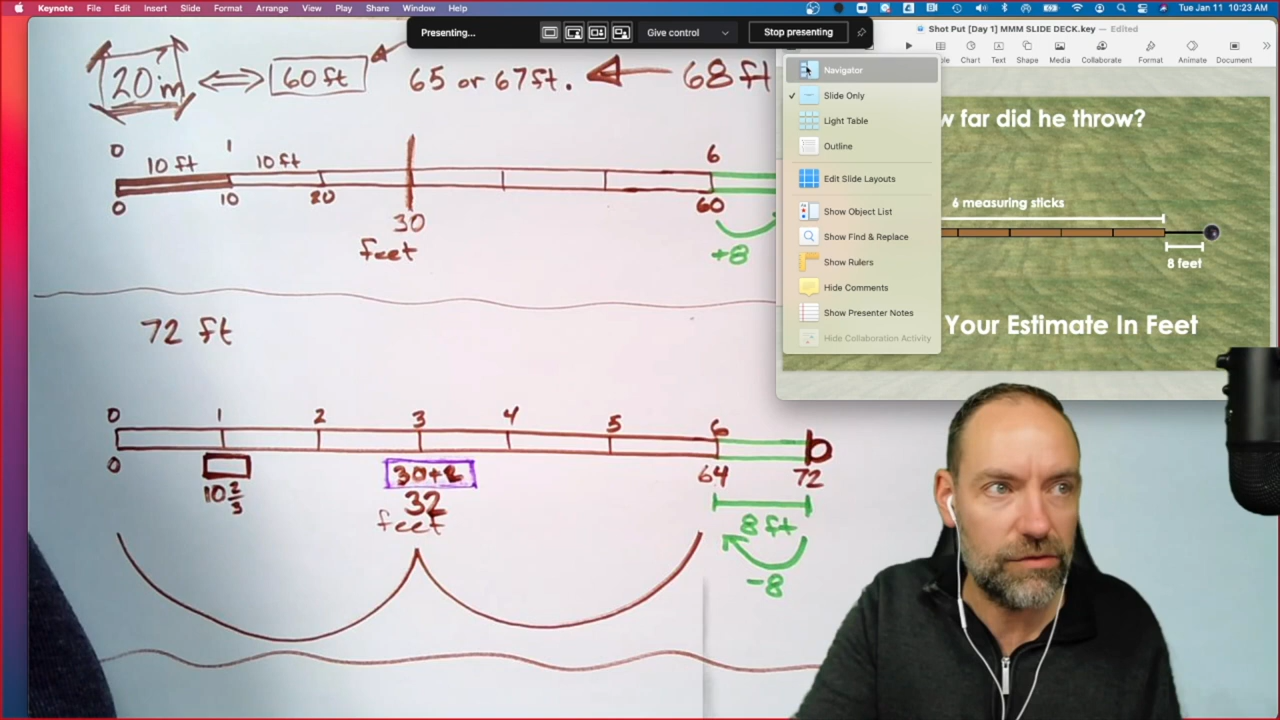 Keynote File Edit Insert Slide Format Arrange View Play Share Window Help
Tue Jan 11 10:23 AM
Presenting...
Give control
Stop presenting
Shot Put [Day 1] MMM SLIDE DECK.key — Edited
Chart Text Shape Media Collaborate Format Animate Document
Navigator
Slide Only
Light Table
Outline
Edit Slide Layouts
Show Object List
Show Find & Replace
Show Rulers
Hide Comments
Show Presenter Notes
Hide Collaboration Activity
far did he throw?
6 measuring sticks
8 feet
Your Estimate In Feet
20 m
60 ft
65 or 67 ft.
68 ft
0 1 6
10 ft 10 ft
0 10 20 60
30
feet
+8
72 ft
0 1 2 3 4 5 6
0 30+2 64 72
10 2/3 32
feet
8 ft
-8